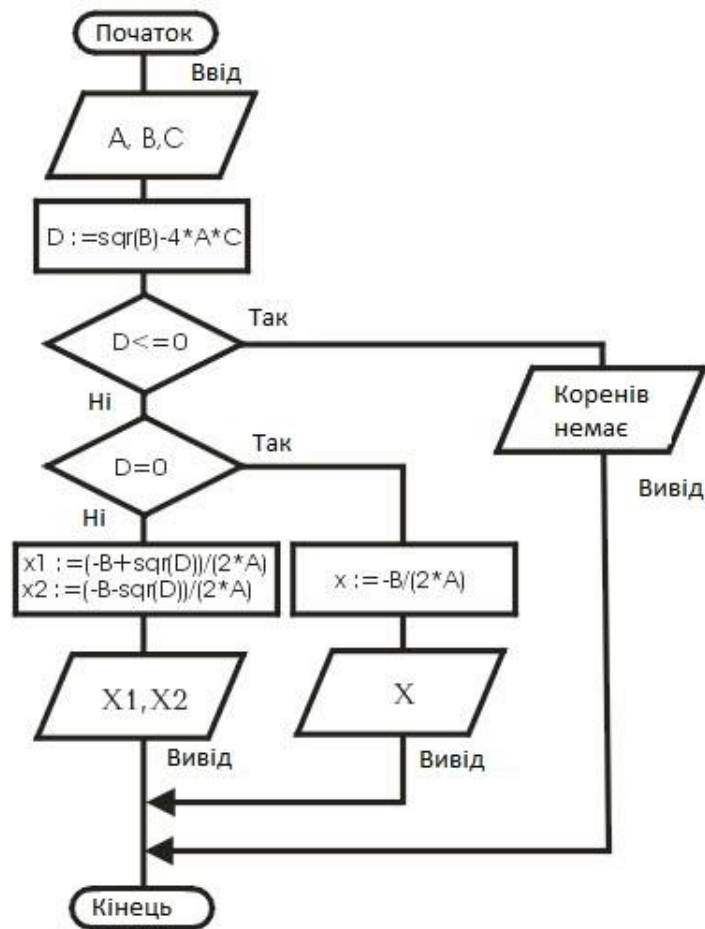 Початок
Ввід
A, B,C
D :=sqr(B)-4*A*C
D<=0
Так
Ні
Коренів
немає
Вивід
D=0
Так
Ні
x1 :=(-B+sqr(D))/(2*A)
x2 :=(-B-sqr(D))/(2*A)
x :=-B/(2*A)
X1,X2
X
Вивід
Вивід
Кінець